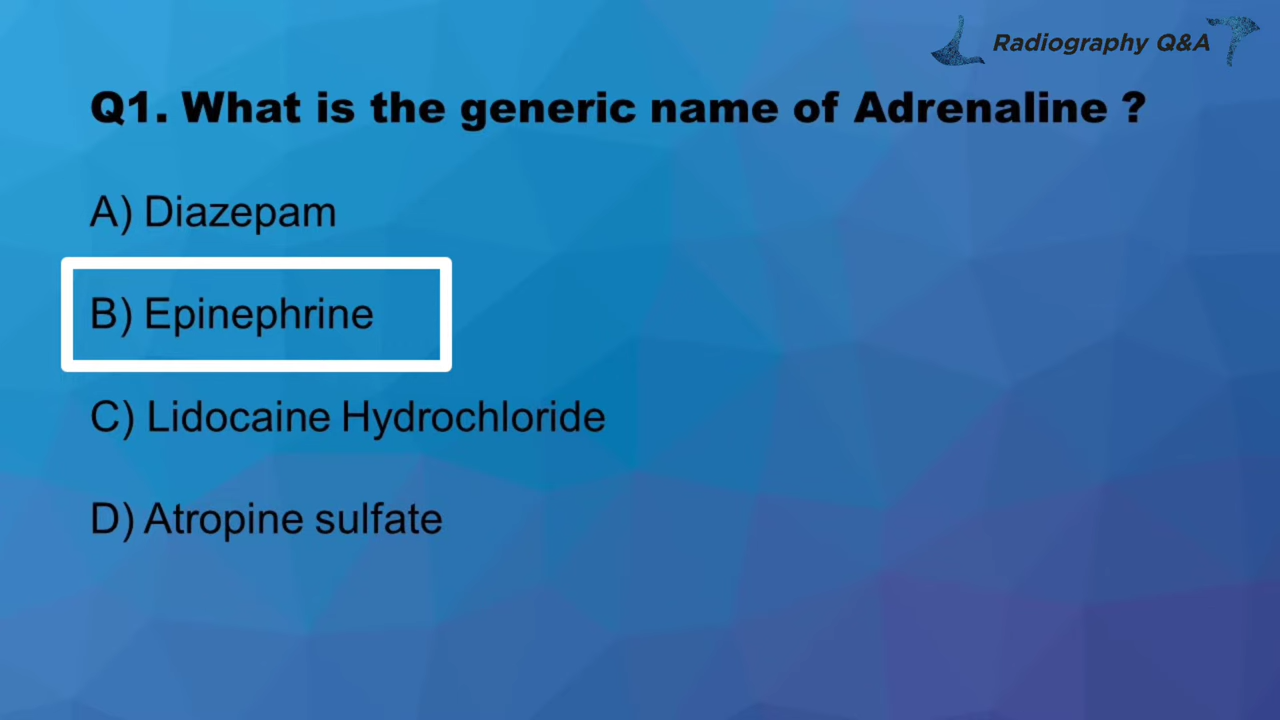 Radiography Q&A
Q1. What is the generic name of Adrenaline ?
A) Diazepam
B) Epinephrine
C) Lidocaine Hydrochloride
D) Atropine sulfate